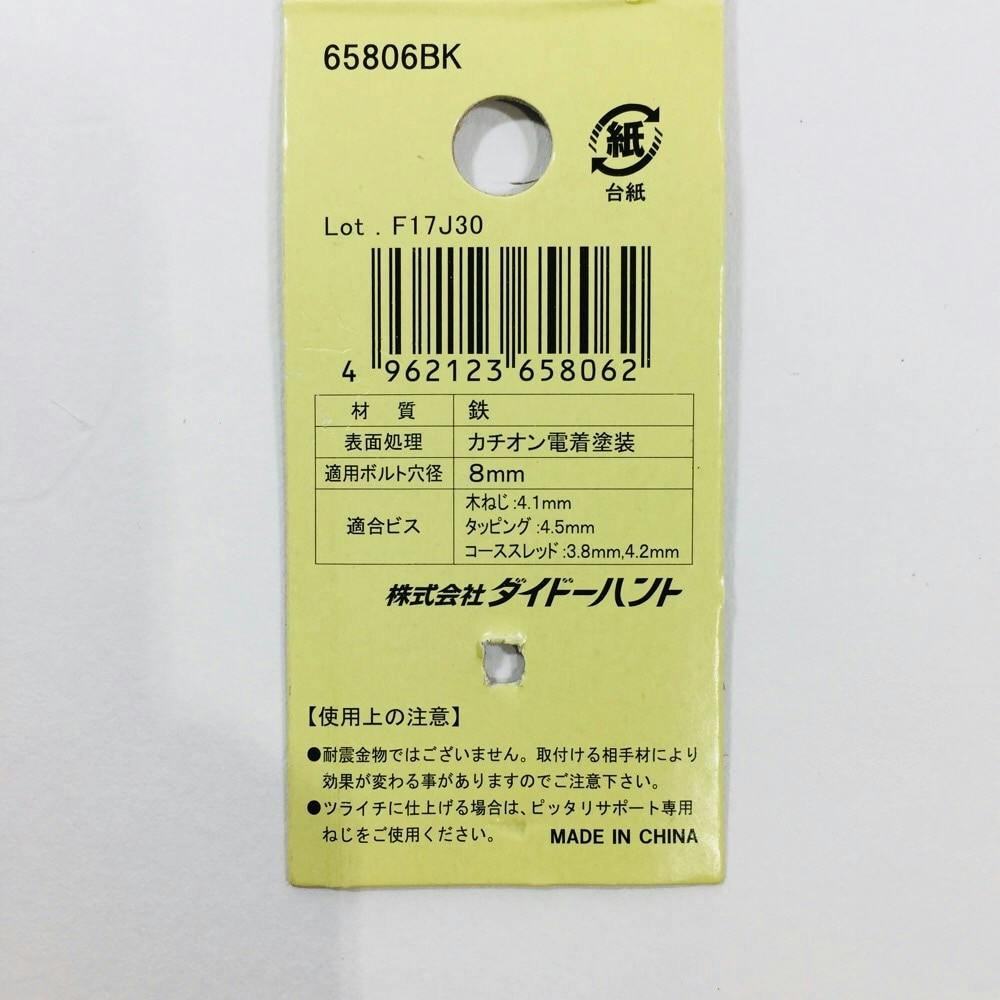 65806BK
紙
台紙
Lot . F17J30
4 962123 658062
材 質 鉄
表面処理 カチオン電着塗装
適用ボルト穴径 8mm
適合ビス 木ねじ:4.1mm
タッピング:4.5mm
コーススレッド:3.8mm,4.2mm
株式会社ダイドーハント
【使用上の注意】
●耐震金物ではございません。取付ける相手材により
効果が変わる事がありますのでご注意下さい。
●ツライチに仕上げる場合は、ピッタリサポート専用
ねじをご使用ください。 MADE IN CHINA